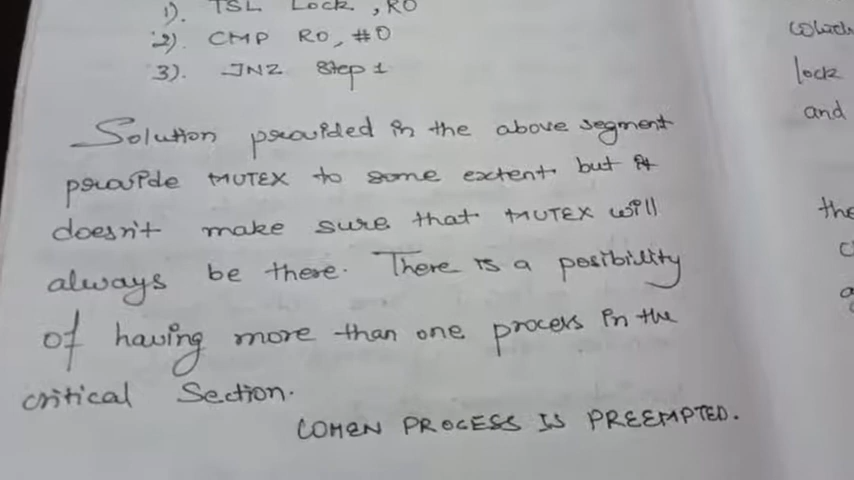 1). TSL Lock, R0
2). CMP R0, #0
3). JNZ Step 1
Solution provided in the above segment
provide MUTEX to some extent but it
doesn't make sure that MUTEX will
always be there. There is a posibility
of having more than one process in the
critical Section.
WHEN PROCESS IS PREEMPTED.
which
lock
and
the